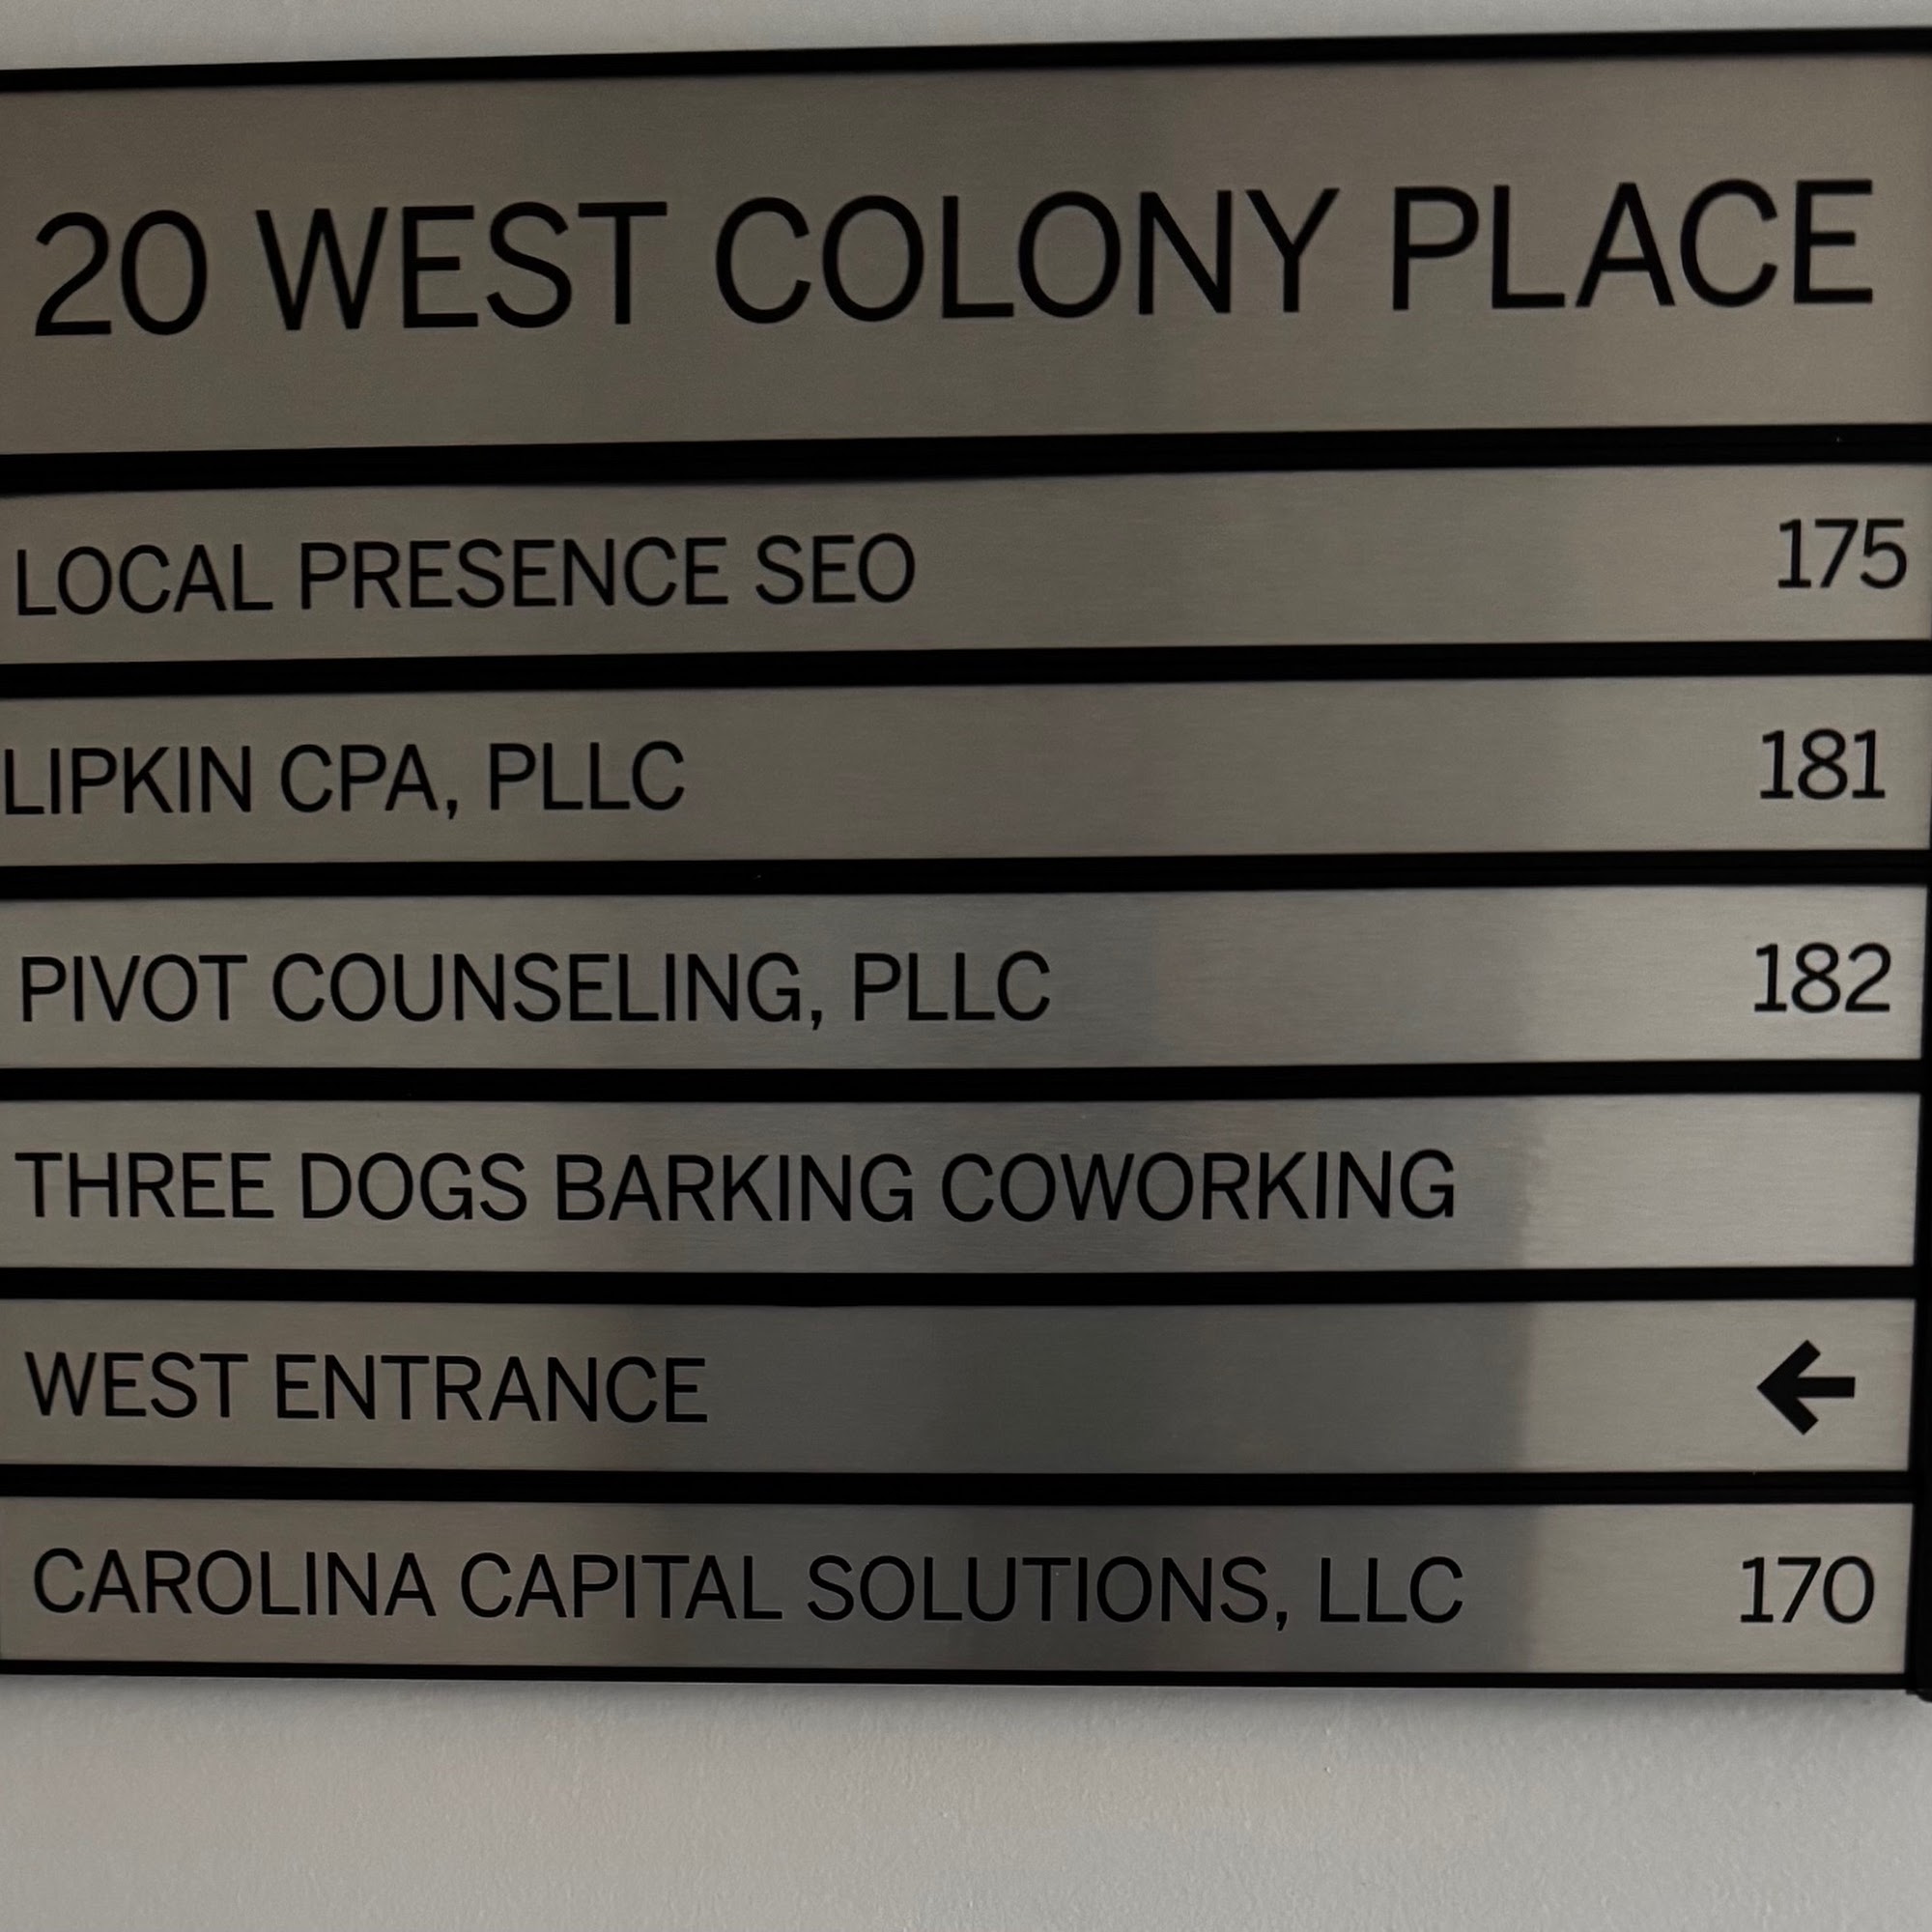 20 WEST COLONY PLACE
LOCAL PRESENCE SEO 175
LIPKIN CPA, PLLC 181
PIVOT COUNSELING, PLLC 182
THREE DOGS BARKING COWORKING
WEST ENTRANCE ←
CAROLINA CAPITAL SOLUTIONS, LLC 170